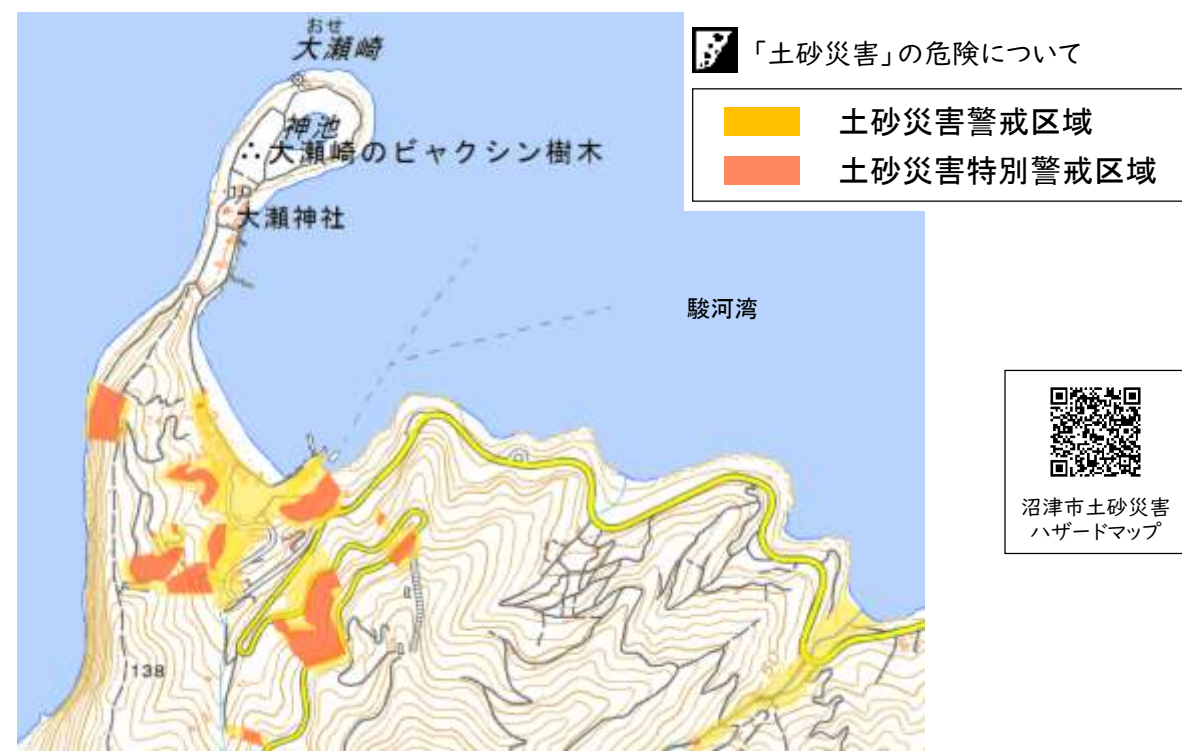 おせ
大瀬崎
神池
大瀬崎のビャクシン樹木
大瀬神社
138
駿河湾
「土砂災害」の危険について
土砂災害警戒区域
土砂災害特別警戒区域
沼津市土砂災害
ハザードマップ